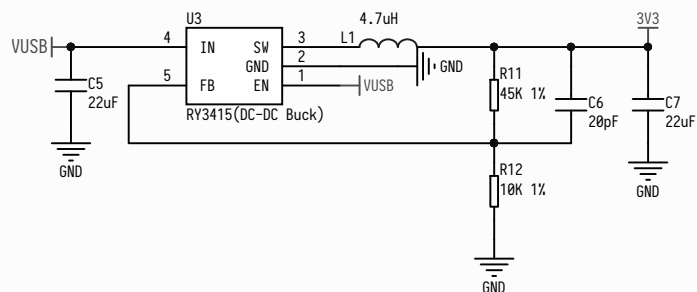 U3
4.7uH
3V3
VUSB
4
IN
SW
3
L1
GND
2
GND
5
FB
EN
1
VUSB
C5
22uF
R11
45K 1%
C6
20pF
C7
22uF
RY3415(DC-DC Buck)
GND
R12
10K 1%
GND
GND